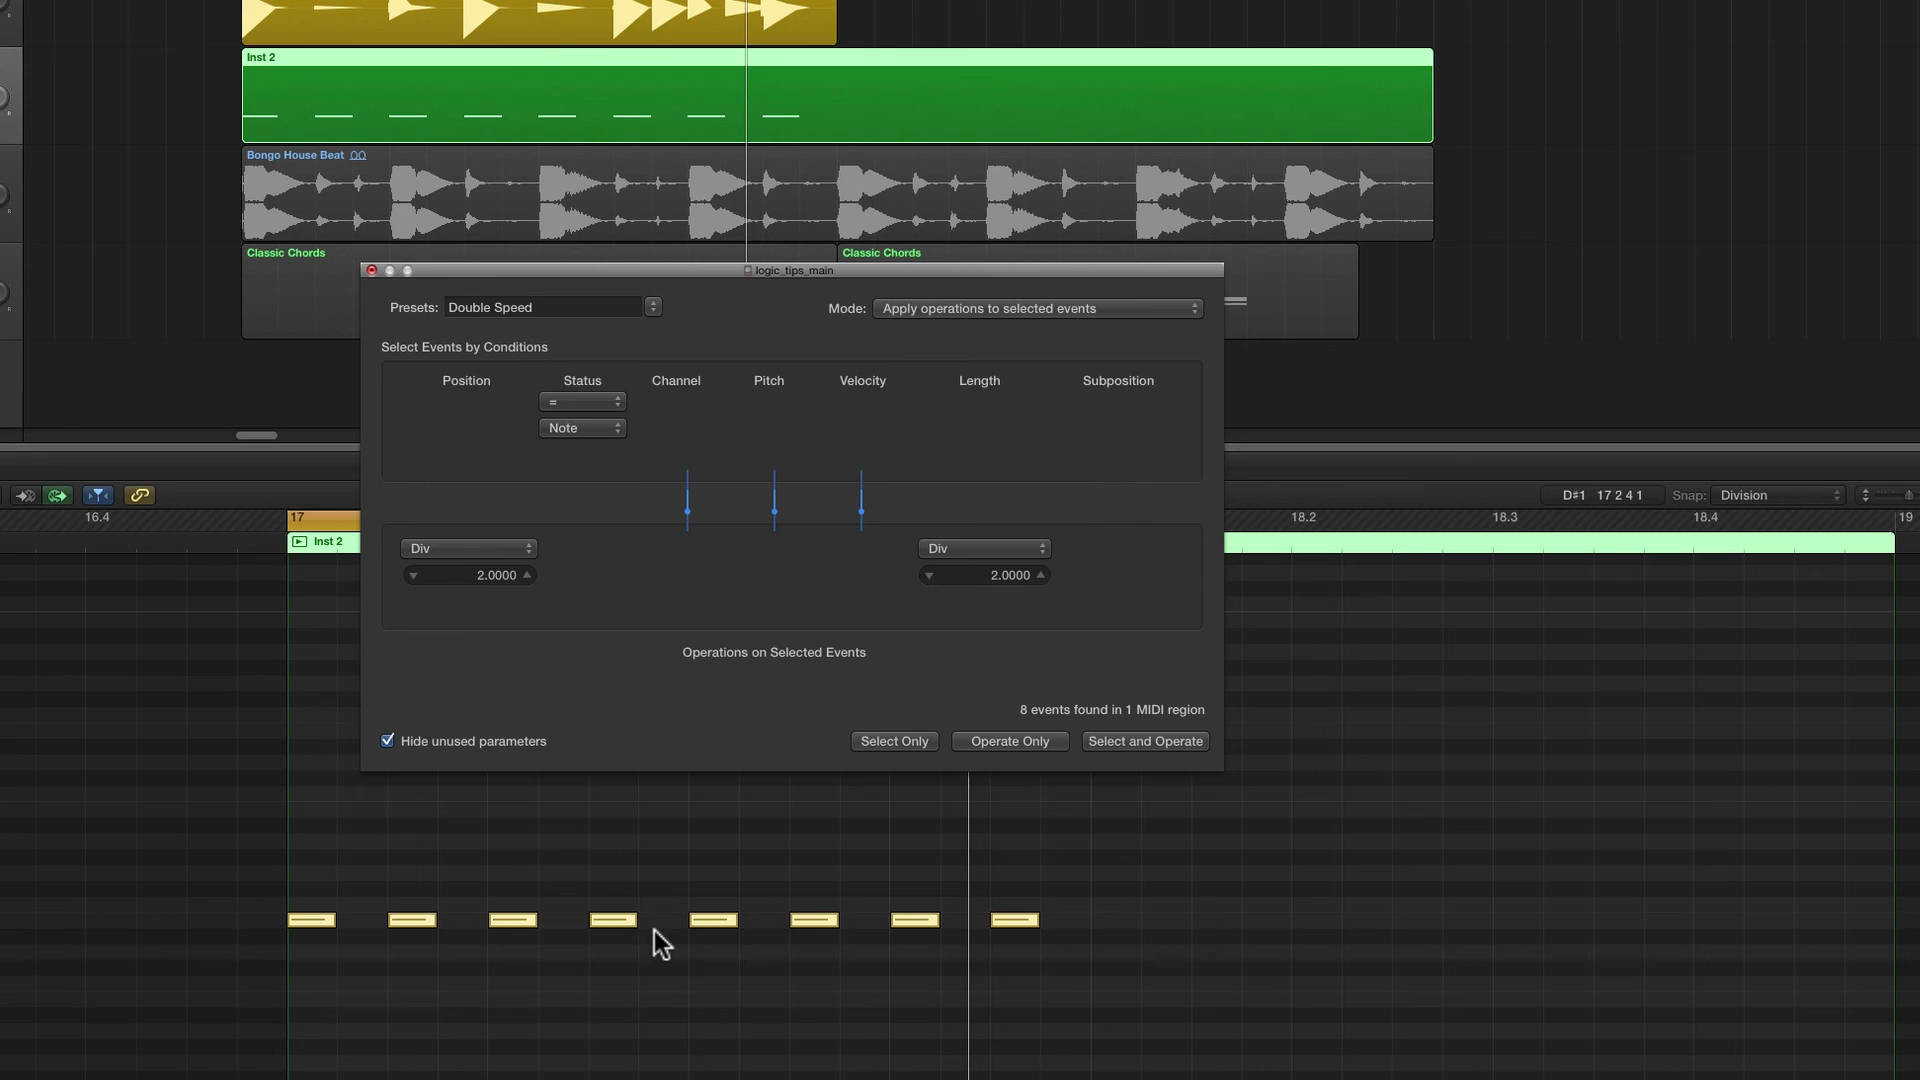 Inst 2
Bongo House Beat
Classic Chords
Classic Chords
logic_tips_main
Presets: Double Speed
Mode: Apply operations to selected events
Select Events by Conditions
Position Status Channel Pitch Velocity Length Subposition
=
Note
D#1 17 2 4 1 Snap: Division
16.4 17 18.2 18.3 18.4 19
Inst 2
Div Div
2.0000 2.0000
Operations on Selected Events
8 events found in 1 MIDI region
Hide unused parameters Select Only Operate Only Select and Operate